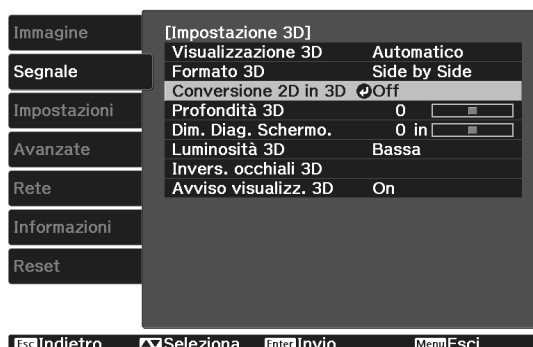 Immagine
Segnale
Impostazioni
Avanzate
Rete
Informazioni
Reset
[Impostazione 3D]
Visualizzazione 3D Automatico
Formato 3D Side by Side
Conversione 2D in 3D Off
Profondità 3D 0
Dim. Diag. Schermo. 0 in
Luminosità 3D Bassa
Invers. occhiali 3D
Avviso visualizz. 3D On
Esc Indietro Seleziona Enter Invio Menu Esci